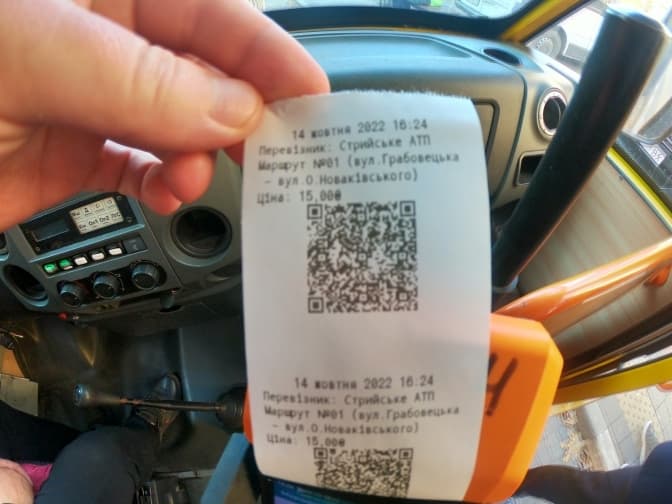 14 жовтня 2022 16:24
Перевізник: Стрийське АТП
Маршрут №01 (вул.Грабовецька
- вул.О.Новаківського)
Ціна: 15,00₴
14 жовтня 2022 16:24
Перевізник: Стрийське АТП
Маршрут №01 (вул.Грабовецька
- вул.О.Новаківського)
Ціна: 15,00₴